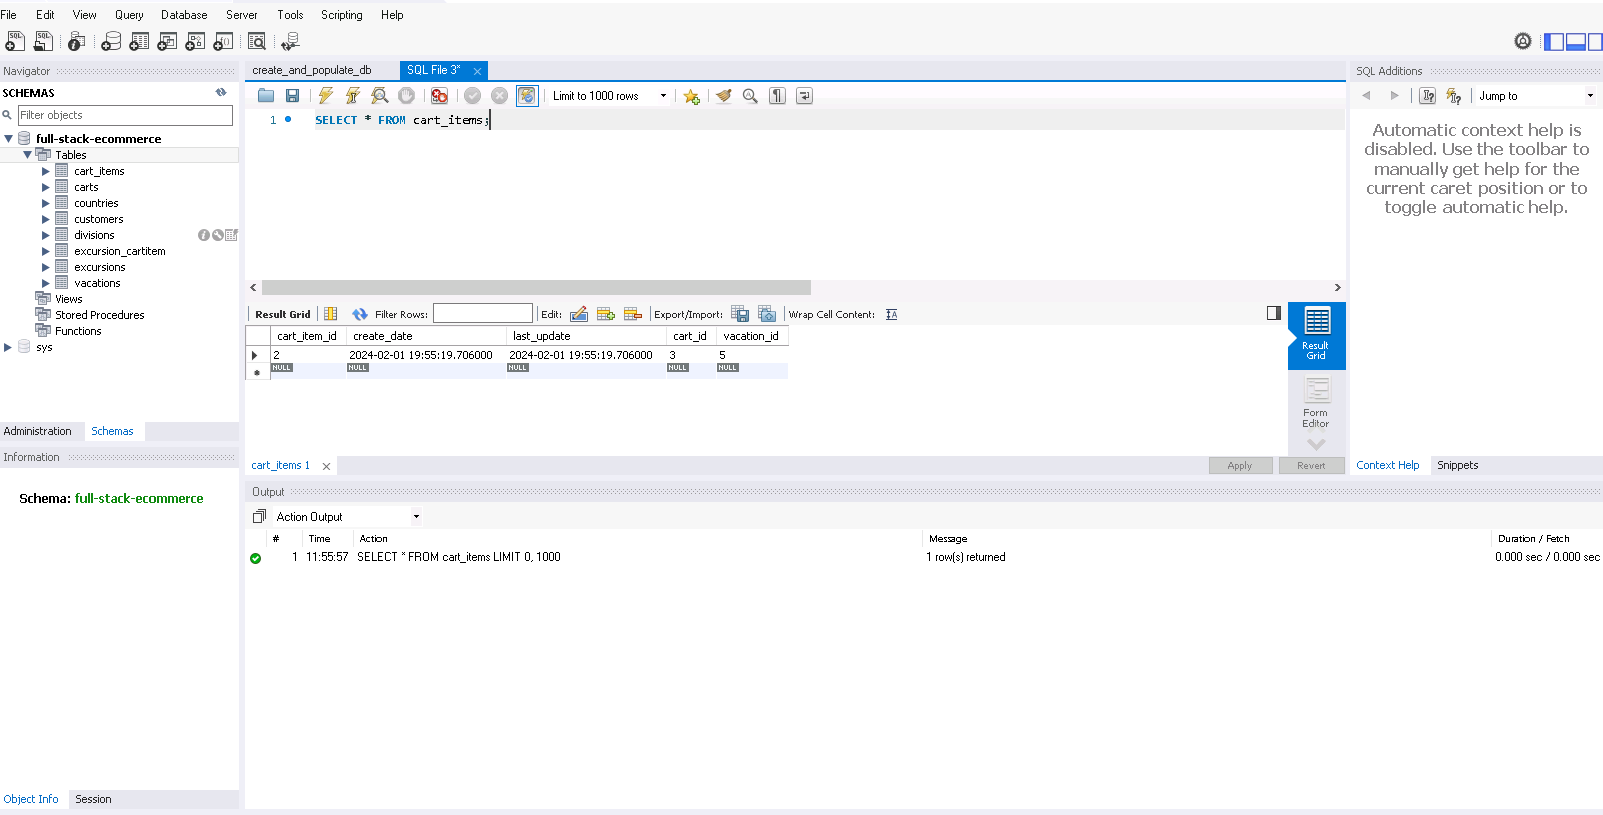 File Edit View Query Database Server Tools Scripting Help
SQL SQL
Navigator
SCHEMAS
Filter objects
full-stack-ecommerce
Tables
cart_items
carts
countries
customers
divisions
excursion_cartitem
excursions
vacations
Views
Stored Procedures
Functions
sys
Administration Schemas
Information
Schema: full-stack-ecommerce
Object Info Session
create_and_populate_db SQL File 3*
Limit to 1000 rows
1 SELECT * FROM cart_items;
Result Grid Filter Rows: Edit: Export/Import: Wrap Cell Content:
cart_item_id create_date last_update cart_id vacation_id
2 2024-02-01 19:55:19.706000 2024-02-01 19:55:19.706000 3 5
NULL NULL NULL NULL NULL
Result
Grid
Form
Editor
cart_items 1
Apply Revert
Output
Action Output
# Time Action Message Duration / Fetch
1 11:55:57 SELECT * FROM cart_items LIMIT 0, 1000 1 row(s) returned 0.000 sec / 0.000 sec
SQL Additions
Jump to
Automatic context help is
disabled. Use the toolbar to
manually get help for the
current caret position or to
toggle automatic help.
Context Help Snippets